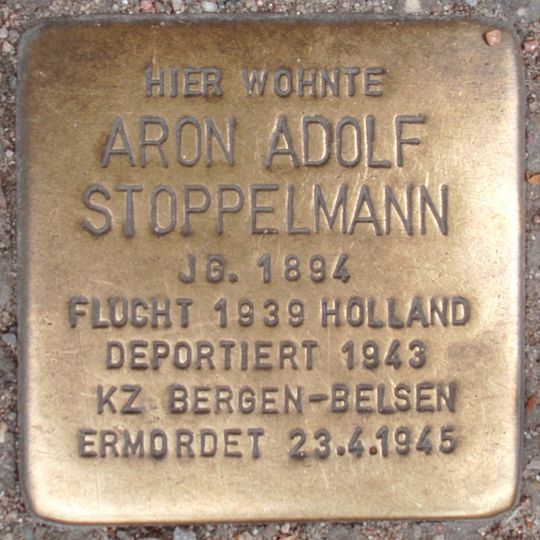 HIER WOHNTE
ARON ADOLF
STOPPELMANN
JG. 1894
FLUCHT 1939 HOLLAND
DEPORTIERT 1943
KZ BERGEN-BELSEN
ERMORDET 23.4.1945